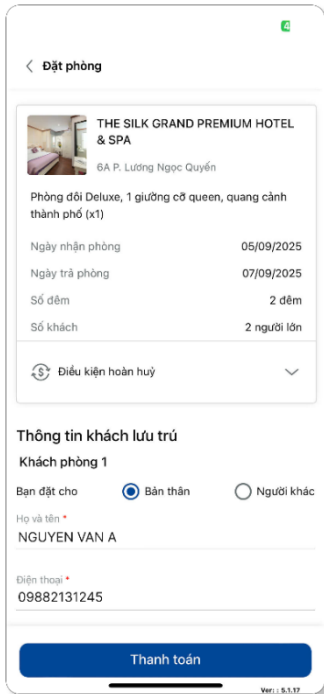 4
Đặt phòng
THE SILK GRAND PREMIUM HOTEL
& SPA
6A P. Lương Ngọc Quyến
Phòng đôi Deluxe, 1 giường cỡ queen, quang cảnh
thành phố (x1)
Ngày nhận phòng 05/09/2025
Ngày trả phòng 07/09/2025
Số đêm 2 đêm
Số khách 2 người lớn
Điều kiện hoàn huỷ
Thông tin khách lưu trú
Khách phòng 1
Bạn đặt cho Bản thân Người khác
Họ và tên *
NGUYEN VAN A
Điện thoại *
09882131245
Thanh toán
Ver: : 5.1.17